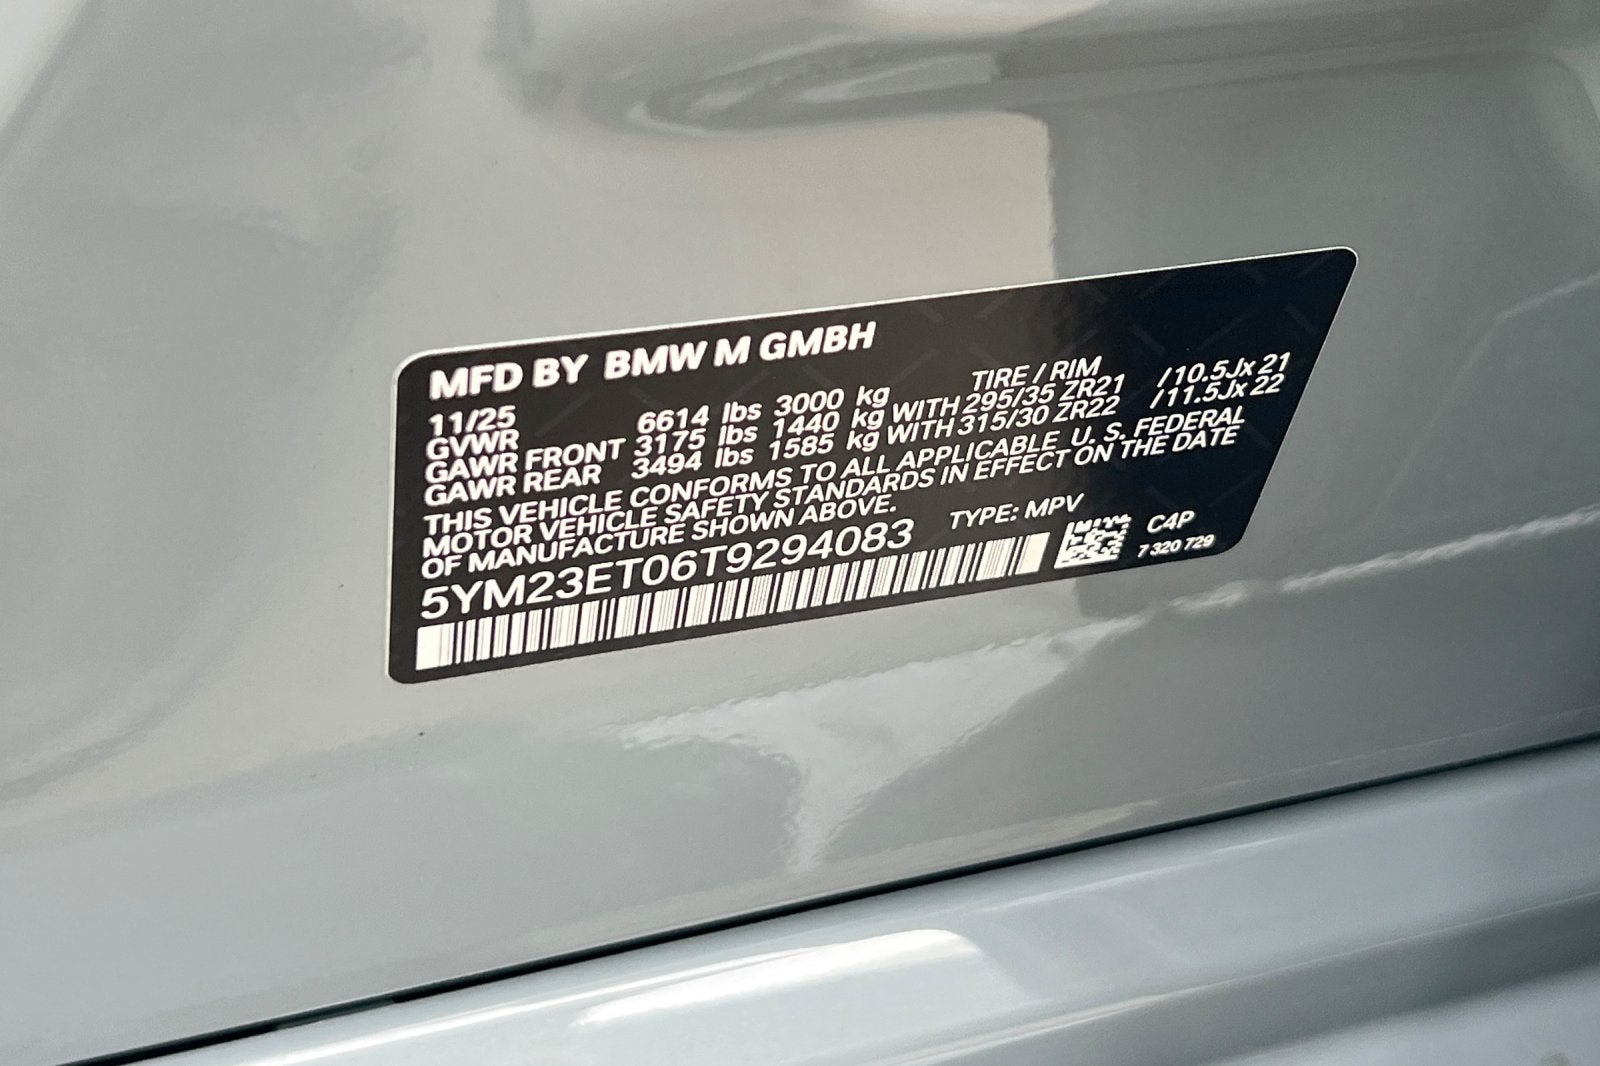 MFD BY BMW M GMBH
11/25 TIRE / RIM
GVWR 6614 lbs 3000 kg
GAWR FRONT 3175 lbs 1440 kg WITH 295/35 ZR21 /10.5Jx 21
GAWR REAR 3494 lbs 1585 kg WITH 315/30 ZR22 /11.5Jx 22
THIS VEHICLE CONFORMS TO ALL APPLICABLE U. S. FEDERAL
MOTOR VEHICLE SAFETY STANDARDS IN EFFECT ON THE DATE
OF MANUFACTURE SHOWN ABOVE.
5YM23ET06T9294083 TYPE: MPV
C4P
7 320 729